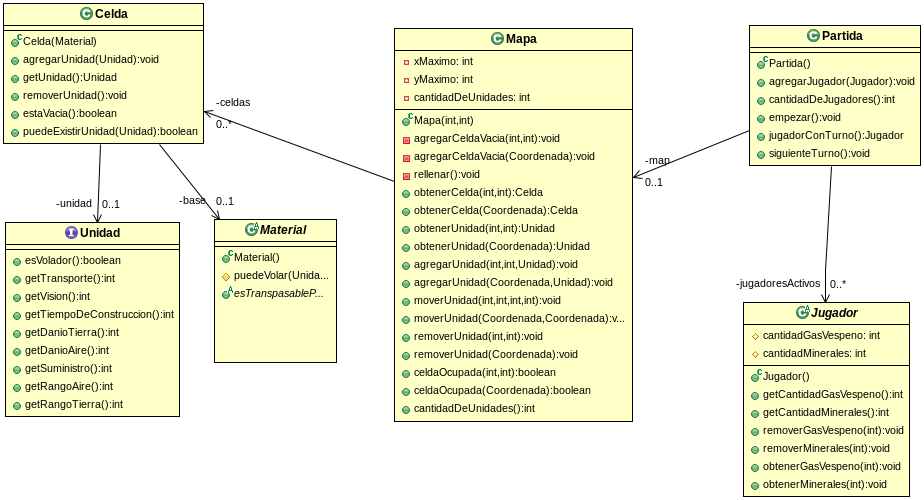 Celda
Celda(Material)
agregarUnidad(Unidad):void
getUnidad():Unidad
removerUnidad():void
estaVacia():boolean
puedeExistirUnidad(Unidad):boolean
-celdas
0..*
Mapa
xMaximo: int
yMaximo: int
cantidadDeUnidades: int
Mapa(int,int)
agregarCeldaVacia(int,int):void
agregarCeldaVacia(Coordenada):void
rellenar():void
obtenerCelda(int,int):Celda
obtenerCelda(Coordenada):Celda
obtenerUnidad(int,int):Unidad
obtenerUnidad(Coordenada):Unidad
agregarUnidad(int,int,Unidad):void
agregarUnidad(Coordenada,Unidad):void
moverUnidad(int,int,int,int):void
moverUnidad(Coordenada,Coordenada):v...
removerUnidad(int,int):void
removerUnidad(Coordenada):void
celdaOcupada(int,int):boolean
celdaOcupada(Coordenada):boolean
cantidadDeUnidades():int
-map
0..1
Partida
Partida()
agregarJugador(Jugador):void
cantidadDeJugadores():int
empezar():void
jugadorConTurno():Jugador
siguienteTurno():void
-unidad 0..1
-base 0..1
Unidad
esVolador():boolean
getTransporte():int
getVision():int
getTiempoDeConstruccion():int
getDanioTierra():int
getDanioAire():int
getSuministro():int
getRangoAire():int
getRangoTierra():int
Material
Material()
puedeVolar(Unida...
esTranspasableP...
-jugadoresActivos 0..*
Jugador
cantidadGasVespeno: int
cantidadMinerales: int
Jugador()
getCantidadGasVespeno():int
getCantidadMinerales():int
removerGasVespeno(int):void
removerMinerales(int):void
obtenerGasVespeno(int):void
obtenerMinerales(int):void